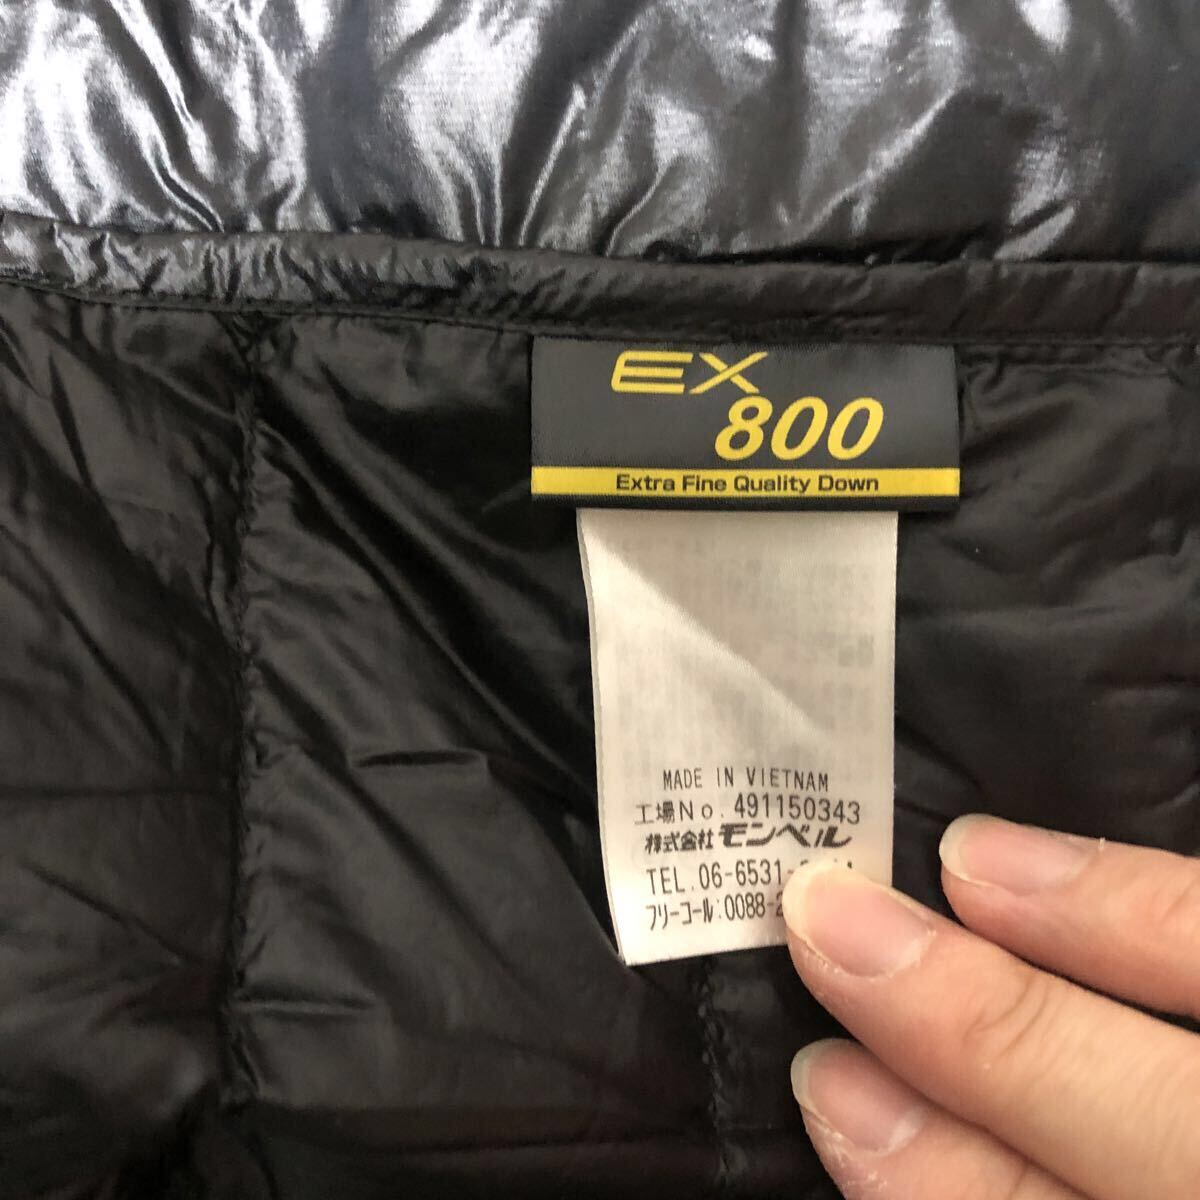 EX
800
Extra Fine Quality Down
MADE IN VIETNAM
工場No. 491150343
株式会社モンベル
TEL.06-6531-
フリーコール:0088-2